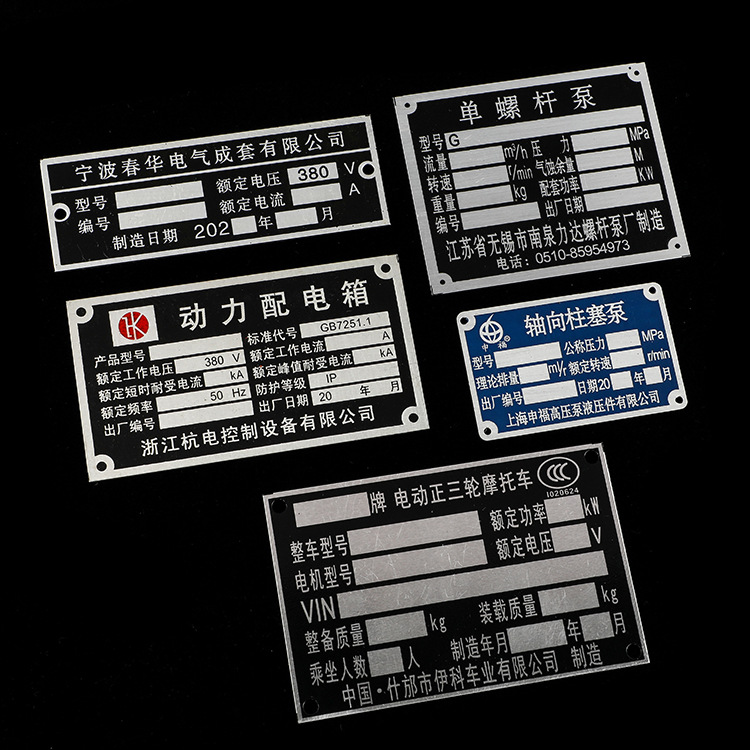 宁波春华电气成套有限公司
型号 额定电压 380 V
编号 额定电流 A
制造日期 202 年 月
单螺杆泵
型号 G
流量 m³/h 压力 MPa
转速 r/min 气蚀余量 M
重量 kg 配套功率 KW
编号 出厂日期
江苏省无锡市南泉力达螺杆泵厂制造
电话: 0510-85954973
动力配电箱
产品型号 标准代号 GB7251.1
额定工作电压 380 V 额定工作电流 A
额定短时耐受电流 kA 额定峰值耐受电流 kA
额定频率 50 Hz 防护等级 IP
出厂编号 出厂日期 20 年 月
浙江杭电控制设备有限公司
申福®
轴向柱塞泵
型号 公称压力 MPa
理论排量 ml/r 额定转速 r/min
出厂编号 日期 20 年 月
上海申福高压泵液压件有限公司
CCC
I020624
牌 电动正三轮摩托车
整车型号 额定功率 kW
电机型号 额定电压 V
VIN
整备质量 kg 装载质量 kg
乘坐人数 人 制造年月 年 月
中国·什邡市伊科车业有限公司 制造